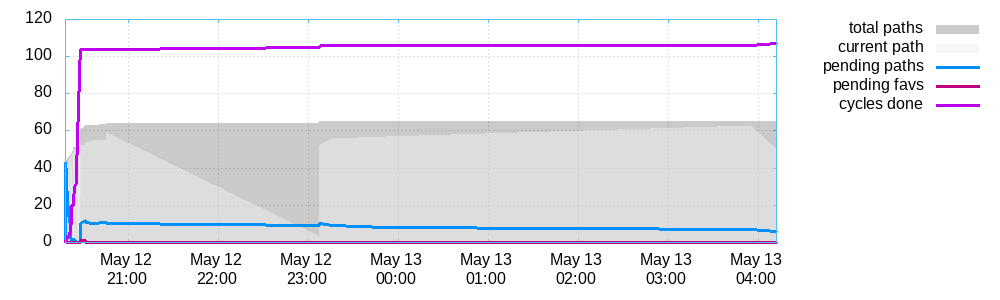 120
100
80
60
40
20
0
May 12 May 12 May 12 May 13 May 13 May 13 May 13 May 13
21:00 22:00 23:00 00:00 01:00 02:00 03:00 04:00
total paths
current path
pending paths
pending favs
cycles done